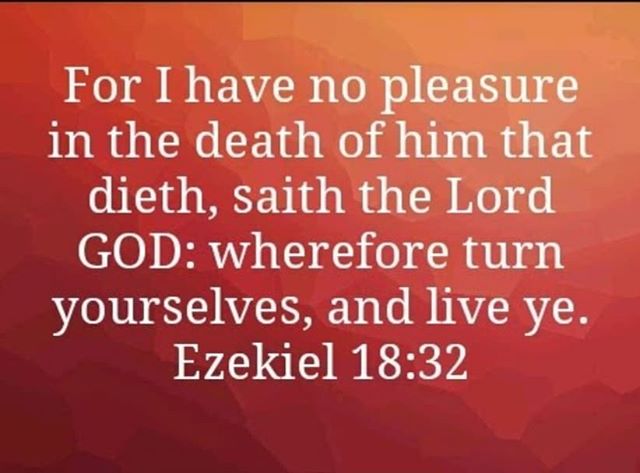 For I have no pleasure
in the death of him that
dieth, saith the Lord
GOD: wherefore turn
yourselves, and live ye.
Ezekiel 18:32